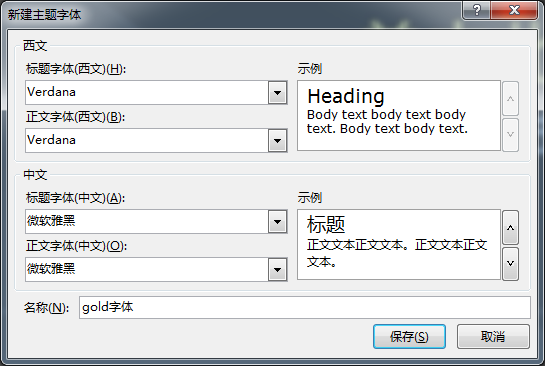 新建主题字体
西文
标题字体(西文)(H):
Verdana
正文字体(西文)(B):
Verdana
示例
Heading
Body text body text body
text. Body text body text.
中文
标题字体(中文)(A):
微软雅黑
正文字体(中文)(O):
微软雅黑
示例
标题
正文文本正文文本。正文文本正文
文本。
名称(N):
gold字体
保存(S)
取消